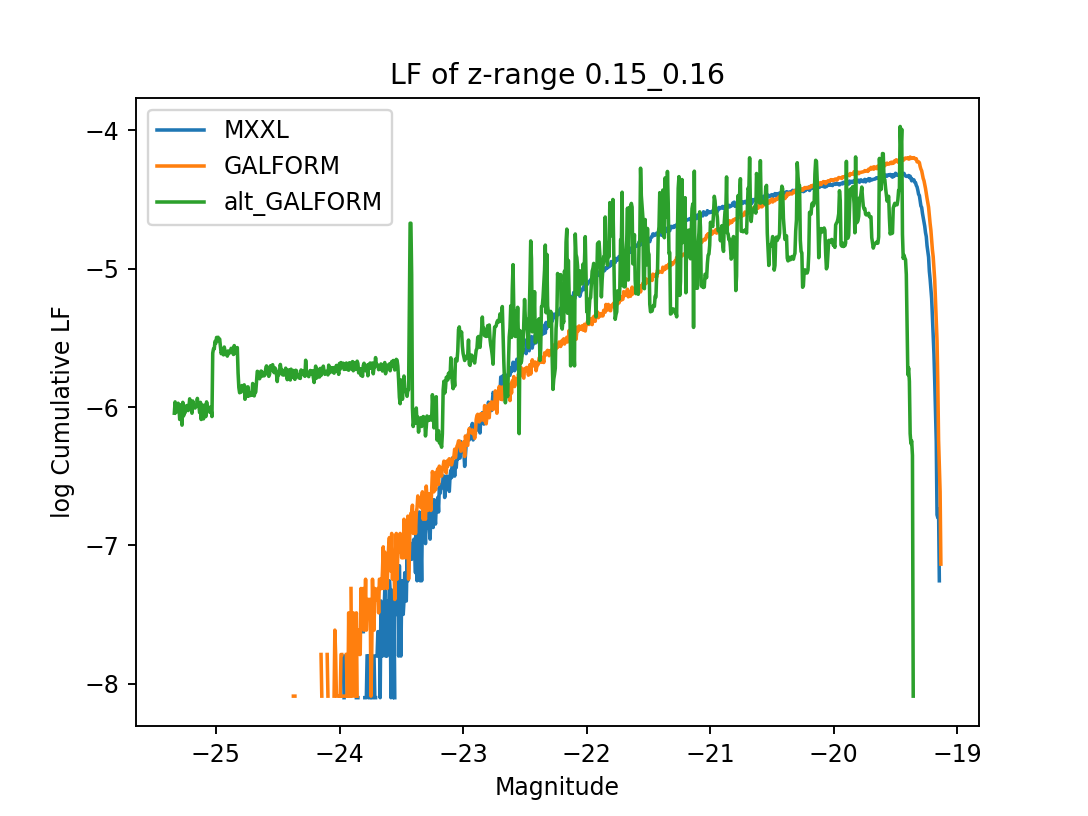 LF of z-range 0.15_0.16
MXXL
GALFORM
alt_GALFORM
log Cumulative LF
−4
−5
−6
−7
−8
−25 −24 −23 −22 −21 −20 −19
Magnitude